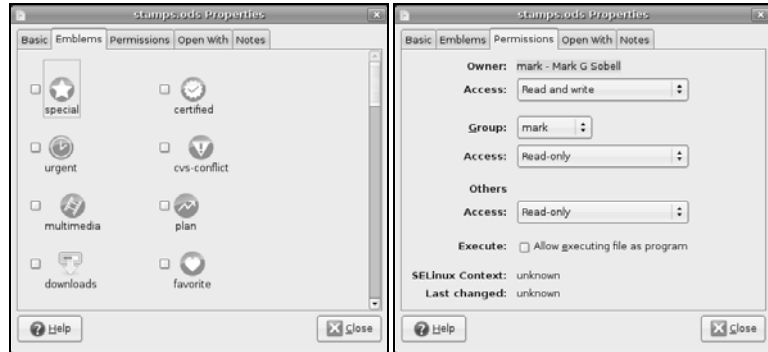 stamps.ods Properties
Basic Emblems Permissions Open With Notes
special
certified
urgent
cvs-conflict
multimedia
plan
downloads
favorite
Help
Close
stamps.ods Properties
Basic Emblems Permissions Open With Notes
Owner: mark - Mark G Sobell
Access: Read and write
Group: mark
Access: Read-only
Others
Access: Read-only
Execute: Allow executing file as program
SELinux Context: unknown
Last changed: unknown
Help
Close